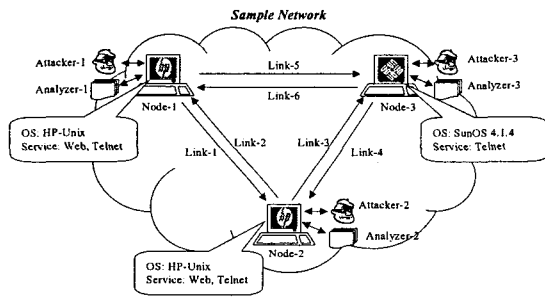 Sample Network
Attacker-1
Analyzer-1
Node-1
OS: HP-Unix
Service: Web, Telnet
Link-5
Link-6
Attacker-3
Analyzer-3
Node-3
OS: SunOS 4.1.4
Service: Telnet
Link-1
Link-2
Link-3
Link-4
hp
hp
Attacker-2
Analyzer-2
Node-2
OS: HP-Unix
Service: Web, Telnet